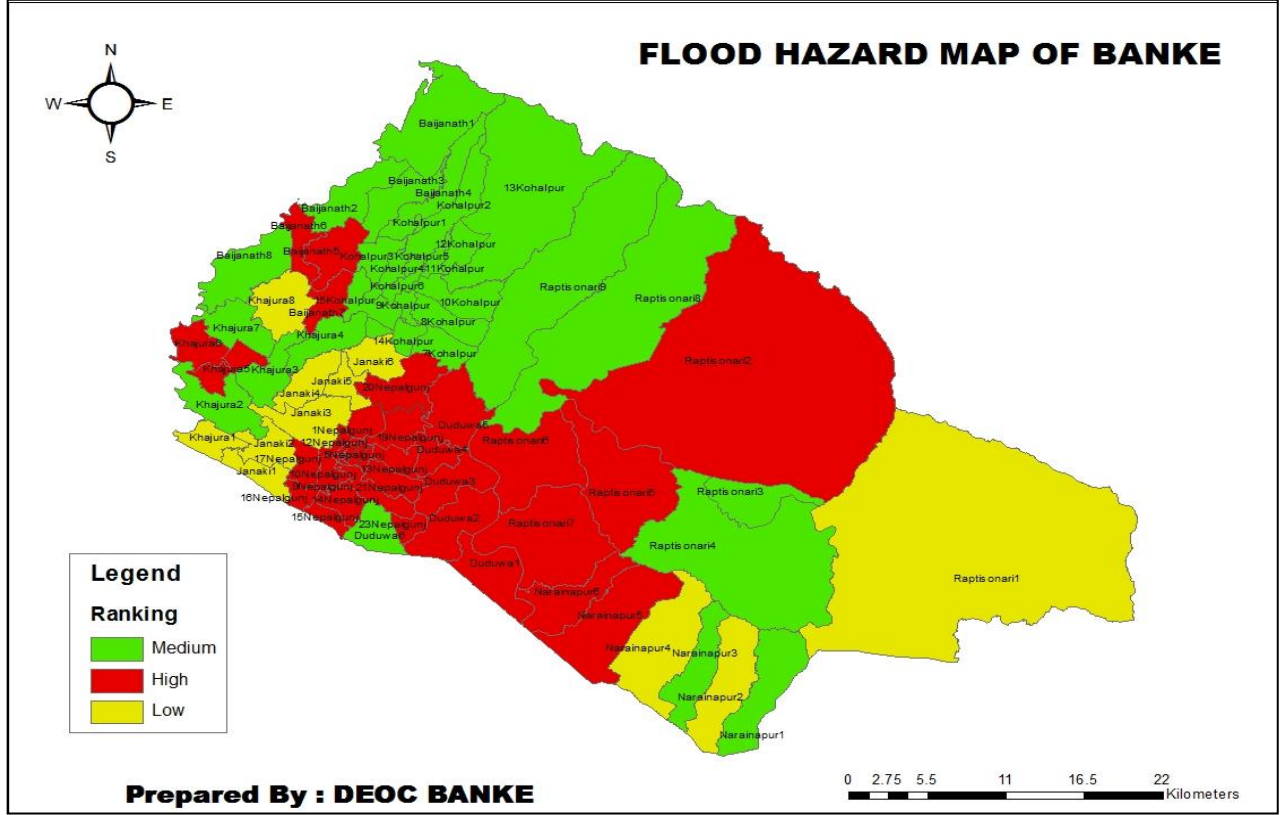 FLOOD HAZARD MAP OF BANKE
N
W E
S
Baijanath1
Baijanath3
Baijanath4
13Kohalpur
Kohalpur2
Baijanath2
Kohalpur1
Baijanath6
12Kohalpur
Baijanath5
Kohalpur3
Kohalpur5
Baijanath8
Kohalpur4
11Kohalpur
Kohalpur6
Raptisonari9
Raptisonari8
Khajura8
15Kohalpur
9Kohalpur
10Kohalpur
Baijanath7
8Kohalpur
Khajura7
Khajura4
14Kohalpur
Khajura6
7Kohalpur
Janaki6
Raptisonari2
Khajura5
Khajura3
Janaki5
20Nepalgunj
Janaki4
Khajura2
Janaki3
Duduwa5
1Nepalgunj
19Nepalgunj
Khajura1
Janaki2
12Nepalgunj
Raptisonari6
Duduwa4
17Nepalgunj
Janaki1
13Nepalgunj
Duduwa3
Raptisonari5
Raptisonari3
16Nepalgunj
14Nepalgunj
21Nepalgunj
15Nepalgunj
23Nepalgunj
Duduwa2
Raptisonari7
Raptisonari4
Duduwa1
Raptisonari1
Narainapur6
Narainapur5
Narainapur4
Narainapur3
Narainapur2
Narainapur1
Legend
Ranking
Medium
High
Low
Prepared By : DEOC BANKE
0 2.75 5.5 11 16.5 22
Kilometers